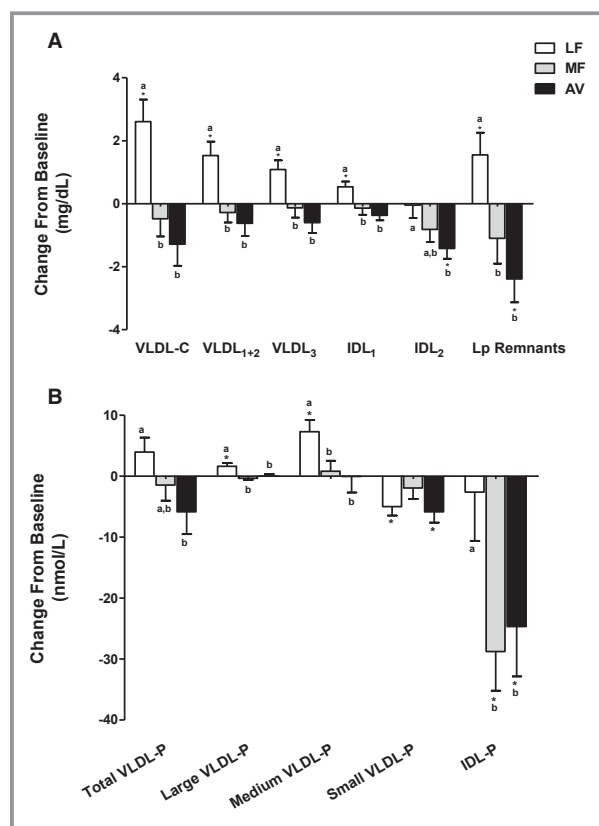 A
LF
MF
AV
Change From Baseline
(mg/dL)
4
2
0
-2
-4
a
*
a
*
a
*
a
*
a
*
b
b
b
b
b
b
b
b
a
a,b
*
b
b
*
b
VLDL-C
VLDL1+2
VLDL3
IDL1
IDL2
Lp Remnants
B
Change From Baseline
(nmol/L)
10
0
-10
-20
-30
-40
a
a,b
b
a
*
b
b
a
*
b
b
*
*
a
*
b
*
b
Total VLDL-P
Large VLDL-P
Medium VLDL-P
Small VLDL-P
IDL-P